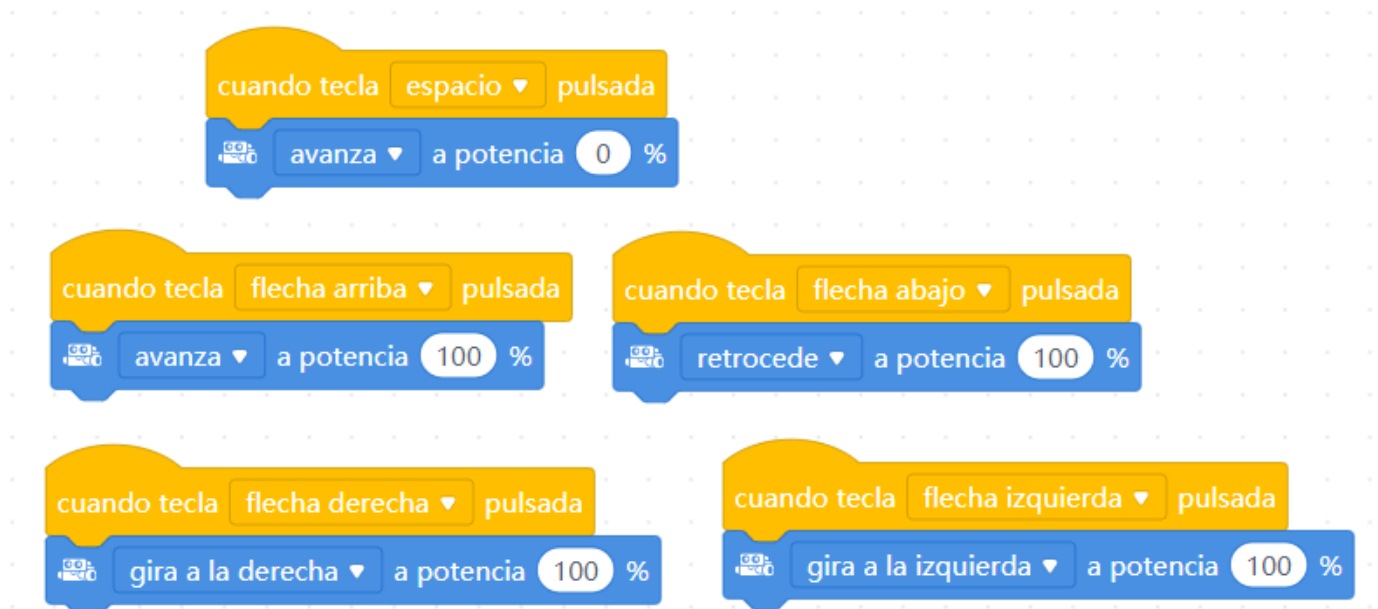 cuando tecla espacio pulsada
avanza a potencia 0 %
cuando tecla flecha arriba pulsada
avanza a potencia 100 %
cuando tecla flecha abajo pulsada
retrocede a potencia 100 %
cuando tecla flecha derecha pulsada
gira a la derecha a potencia 100 %
cuando tecla flecha izquierda pulsada
gira a la izquierda a potencia 100 %